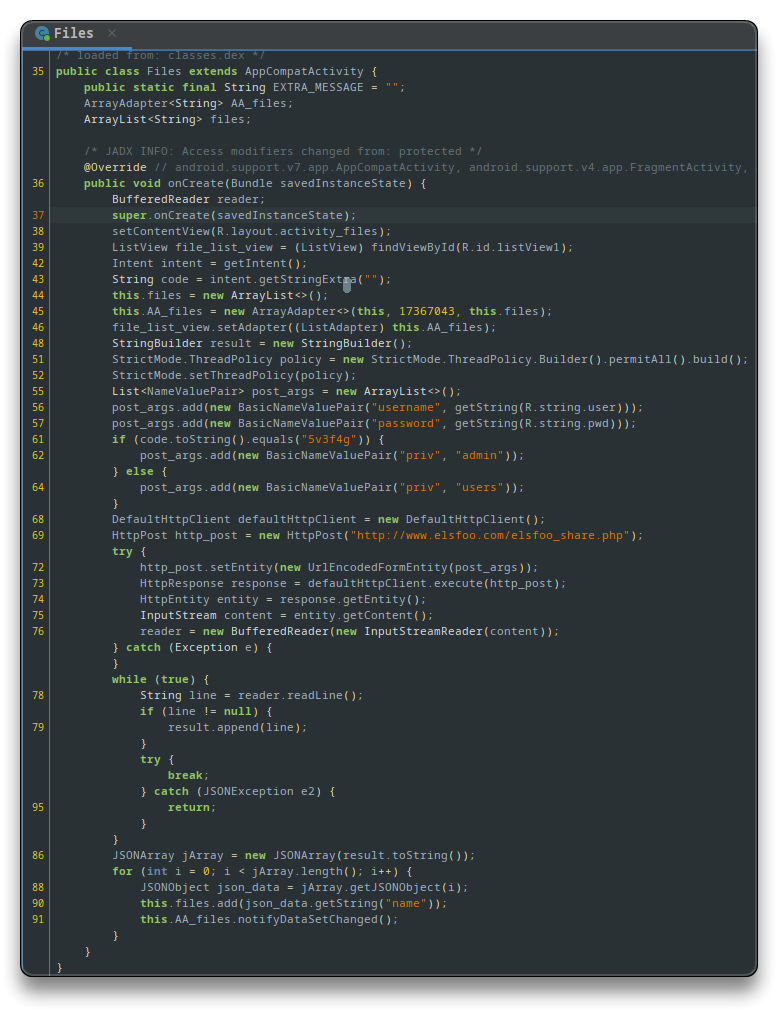 Files ×
/* loaded from: classes.dex */
35 public class Files extends AppCompatActivity {
public static final String EXTRA_MESSAGE = "";
ArrayAdapter<String> AA_files;
ArrayList<String> files;
/* JADX INFO: Access modifiers changed from: protected */
@Override // android.support.v7.app.AppCompatActivity, android.support.v4.app.FragmentActivity,
36 public void onCreate(Bundle savedInstanceState) {
BufferedReader reader;
37 super.onCreate(savedInstanceState);
38 setContentView(R.layout.activity_files);
39 ListView file_list_view = (ListView) findViewById(R.id.listView1);
42 Intent intent = getIntent();
43 String code = intent.getStringExtra("");
44 this.files = new ArrayList<>();
45 this.AA_files = new ArrayAdapter<>(this, 17367043, this.files);
46 file_list_view.setAdapter((ListAdapter) this.AA_files);
48 StringBuilder result = new StringBuilder();
51 StrictMode.ThreadPolicy policy = new StrictMode.ThreadPolicy.Builder().permitAll().build();
52 StrictMode.setThreadPolicy(policy);
55 List<NameValuePair> post_args = new ArrayList<>();
56 post_args.add(new BasicNameValuePair("username", getString(R.string.user)));
57 post_args.add(new BasicNameValuePair("password", getString(R.string.pwd)));
61 if (code.toString().equals("5v3f4g")) {
62 post_args.add(new BasicNameValuePair("priv", "admin"));
} else {
64 post_args.add(new BasicNameValuePair("priv", "users"));
}
68 DefaultHttpClient defaultHttpClient = new DefaultHttpClient();
69 HttpPost http_post = new HttpPost("http://www.elsfoo.com/elsfoo_share.php");
try {
72 http_post.setEntity(new UrlEncodedFormEntity(post_args));
73 HttpResponse response = defaultHttpClient.execute(http_post);
74 HttpEntity entity = response.getEntity();
75 InputStream content = entity.getContent();
76 reader = new BufferedReader(new InputStreamReader(content));
} catch (Exception e) {
}
while (true) {
78 String line = reader.readLine();
if (line != null) {
79 result.append(line);
}
try {
break;
} catch (JSONException e2) {
95 return;
}
}
86 JSONArray jArray = new JSONArray(result.toString());
for (int i = 0; i < jArray.length(); i++) {
88 JSONObject json_data = jArray.getJSONObject(i);
90 this.files.add(json_data.getString("name"));
91 this.AA_files.notifyDataSetChanged();
}
}
}